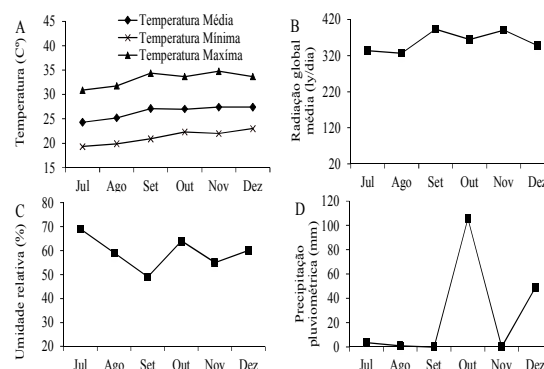 A
Temperatura (Cº)
45
40
35
30
25
20
15
Temperatura Média
Temperatura Mínima
Temperatura Maxíma
Jul Ago Set Out Nov Dez
B
Radiação global
média (ly/dia)
420
320
220
120
20
Jul Ago Set Out Nov Dez
C
Umidade relativa (%)
80
70
60
50
40
30
20
Jul Ago Set Out Nov Dez
D
Precipitação
pluviométrica (mm)
120
100
80
60
40
20
0
Jul Ago Set Out Nov Dez